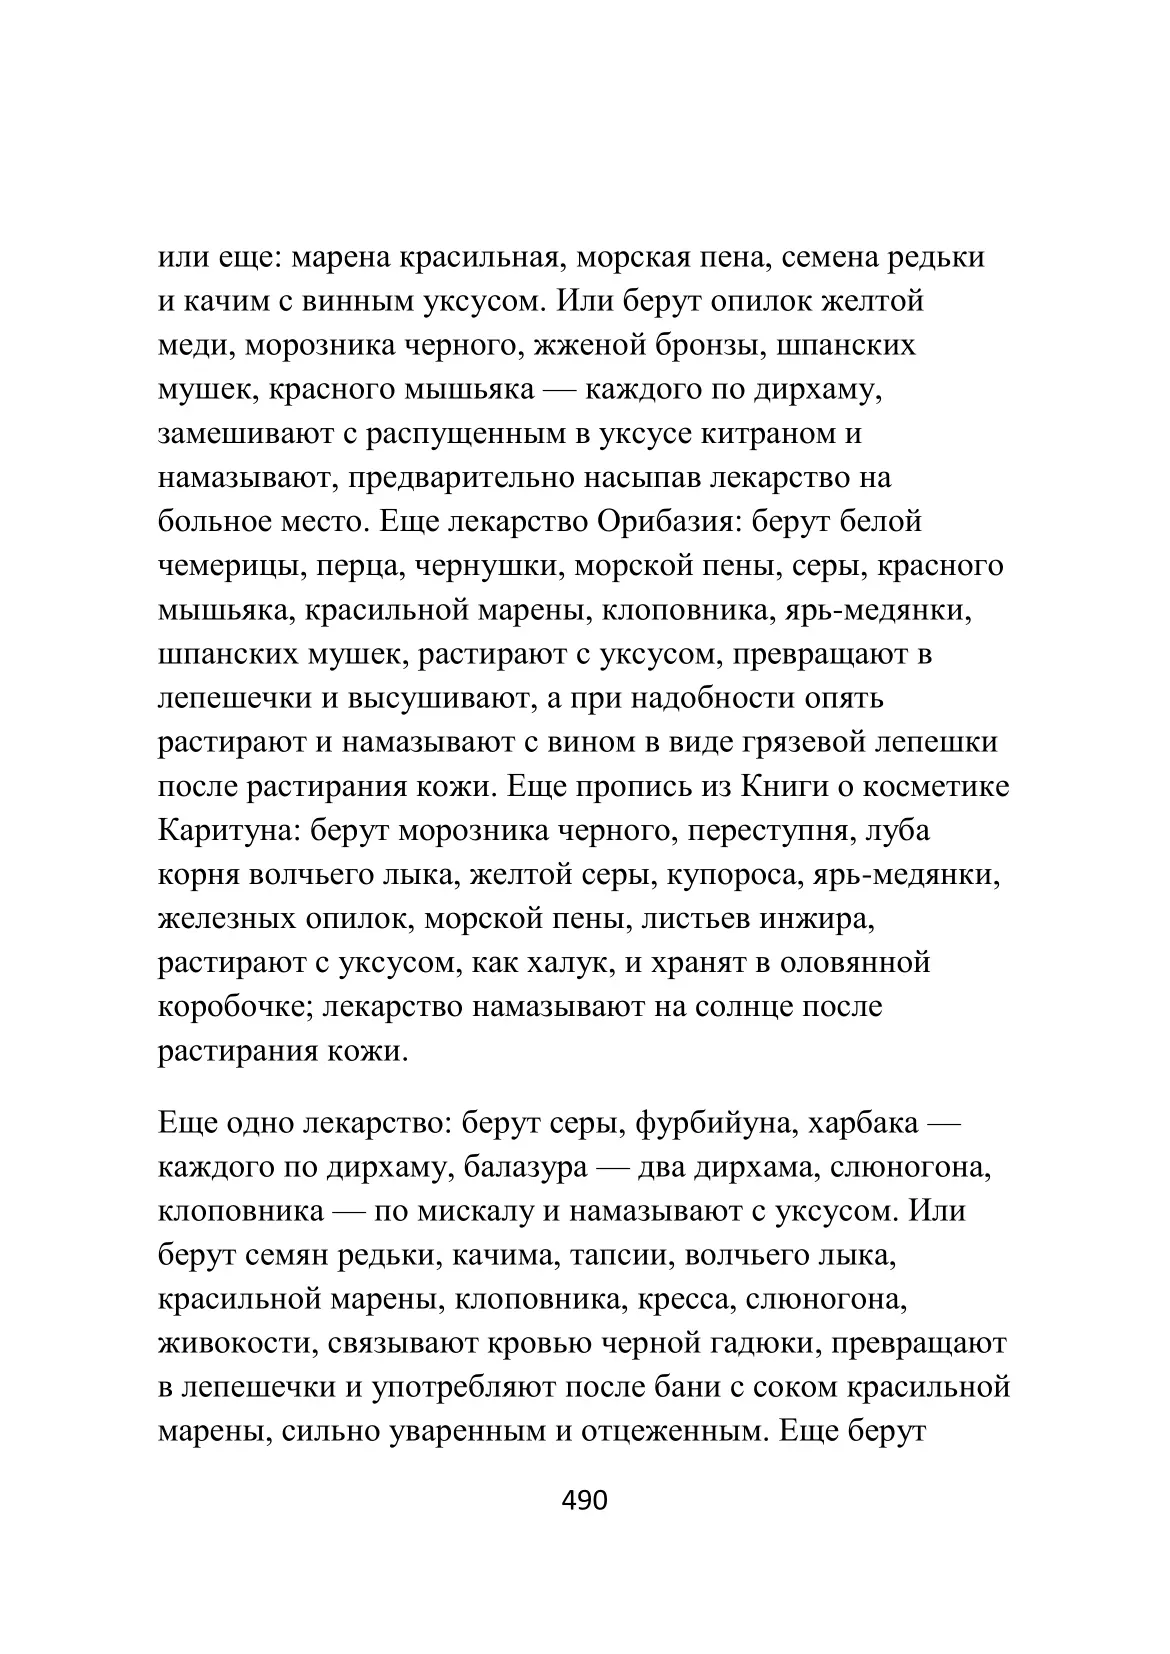 или еще: марена красильная, морская пена, семена редьки
и качим с винным уксусом. Или берут опилок желтой
меди, морозника черного, жженой бронзы, шпанских
мушек, красного мышьяка — каждого по дирхаму,
замешивают с распущенным в уксусе китраном и
намазывают, предварительно насыпав лекарство на
больное место. Еще лекарство Орибазия: берут белой
чемерицы, перца, чернушки, морской пены, серы, красного
мышьяка, красильной марены, клоповника, ярь-медянки,
шпанских мушек, растирают с уксусом, превращают в
лепешечки и высушивают, а при надобности опять
растирают и намазывают с вином в виде грязевой лепешки
после растирания кожи. Еще пропись из Книги о косметике
Каритуна: берут морозника черного, переступня, луба
корня волчьего лыка, желтой серы, купороса, ярь-медянки,
железных опилок, морской пены, листьев инжира,
растирают с уксусом, как халук, и хранят в оловянной
коробочке; лекарство намазывают на солнце после
растирания кожи.
Еще одно лекарство: берут серы, фурбийуна, харбака —
каждого по дирхаму, балазура — два дирхама, слюногона,
клоповника — по мискалу и намазывают с уксусом. Или
берут семян редьки, качима, тапсии, волчьего лыка,
красильной марены, клоповника, кресса, слюногона,
живокости, связывают кровью черной гадюки, превращают
в лепешечки и употребляют после бани с соком красильной
марены, сильно уваренным и отцеженным. Еще берут
490